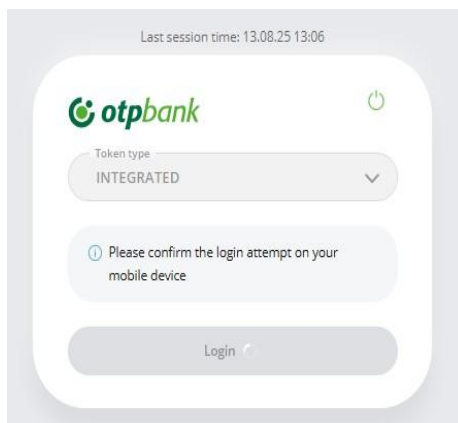 Last session time: 13.08.25 13:06
otpbank
Token type
INTEGRATED
Please confirm the login attempt on your
mobile device
Login